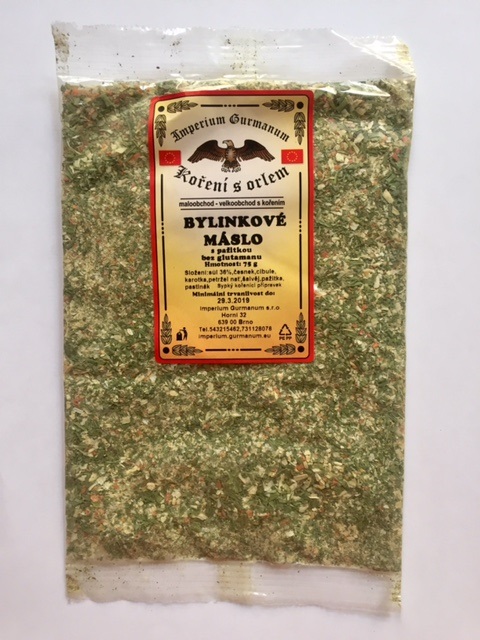 Imperium Gurmanum
Koření s orlem
maloobchod - velkoobchod s kořením
BYLINKOVÉ
MÁSLO
s pažitkou
bez glutamanu
Hmotnost: 75 g
Složení:sůl 36%,česnek,cibule,
karotka,petržel nať,šalvěj,pažitka,
pastinák Sypký kořenící přípravek
Minimální trvanlivost do:
29.3.2019
Imperium Gurmanum s.r.o.
Horní 32
639 00 Brno
Tel.543215462,731129078
imperium.gurmanum.eu
PE PP